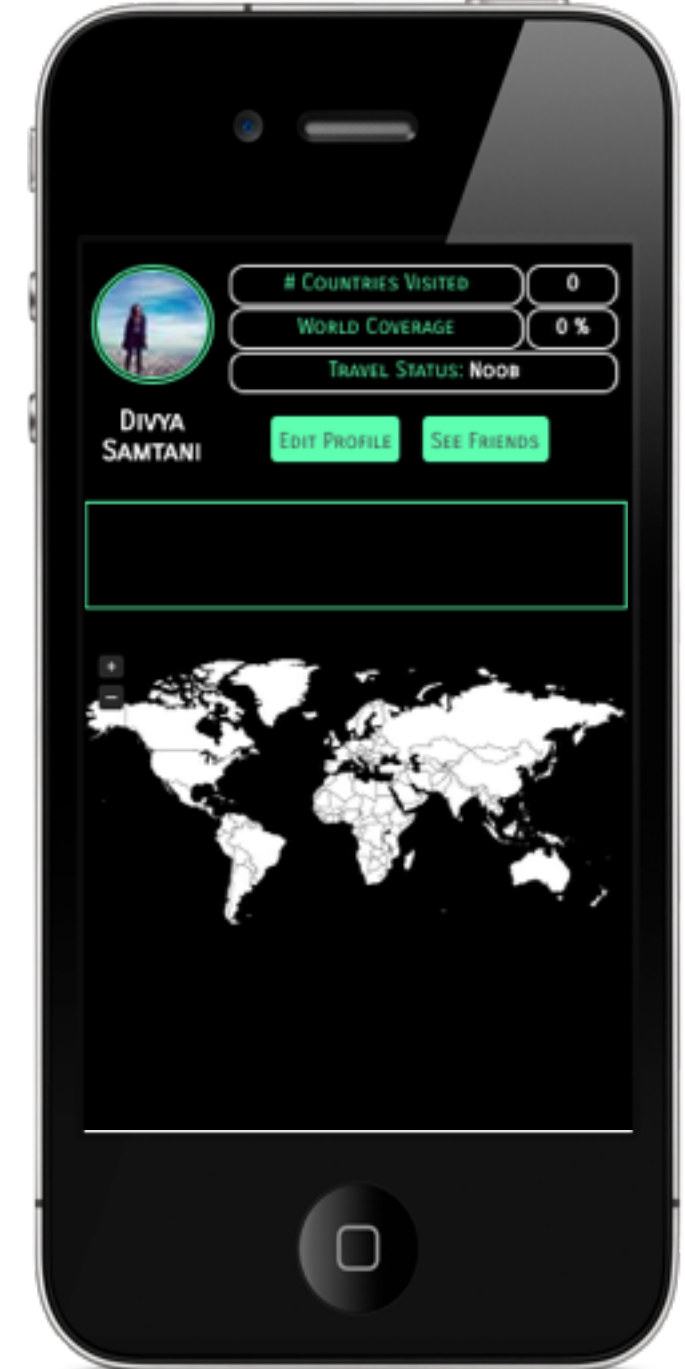 # Countries Visited 0
World Coverage 0 %
Travel Status: Noob
Divya
Samtani
Edit Profile See Friends
+
−